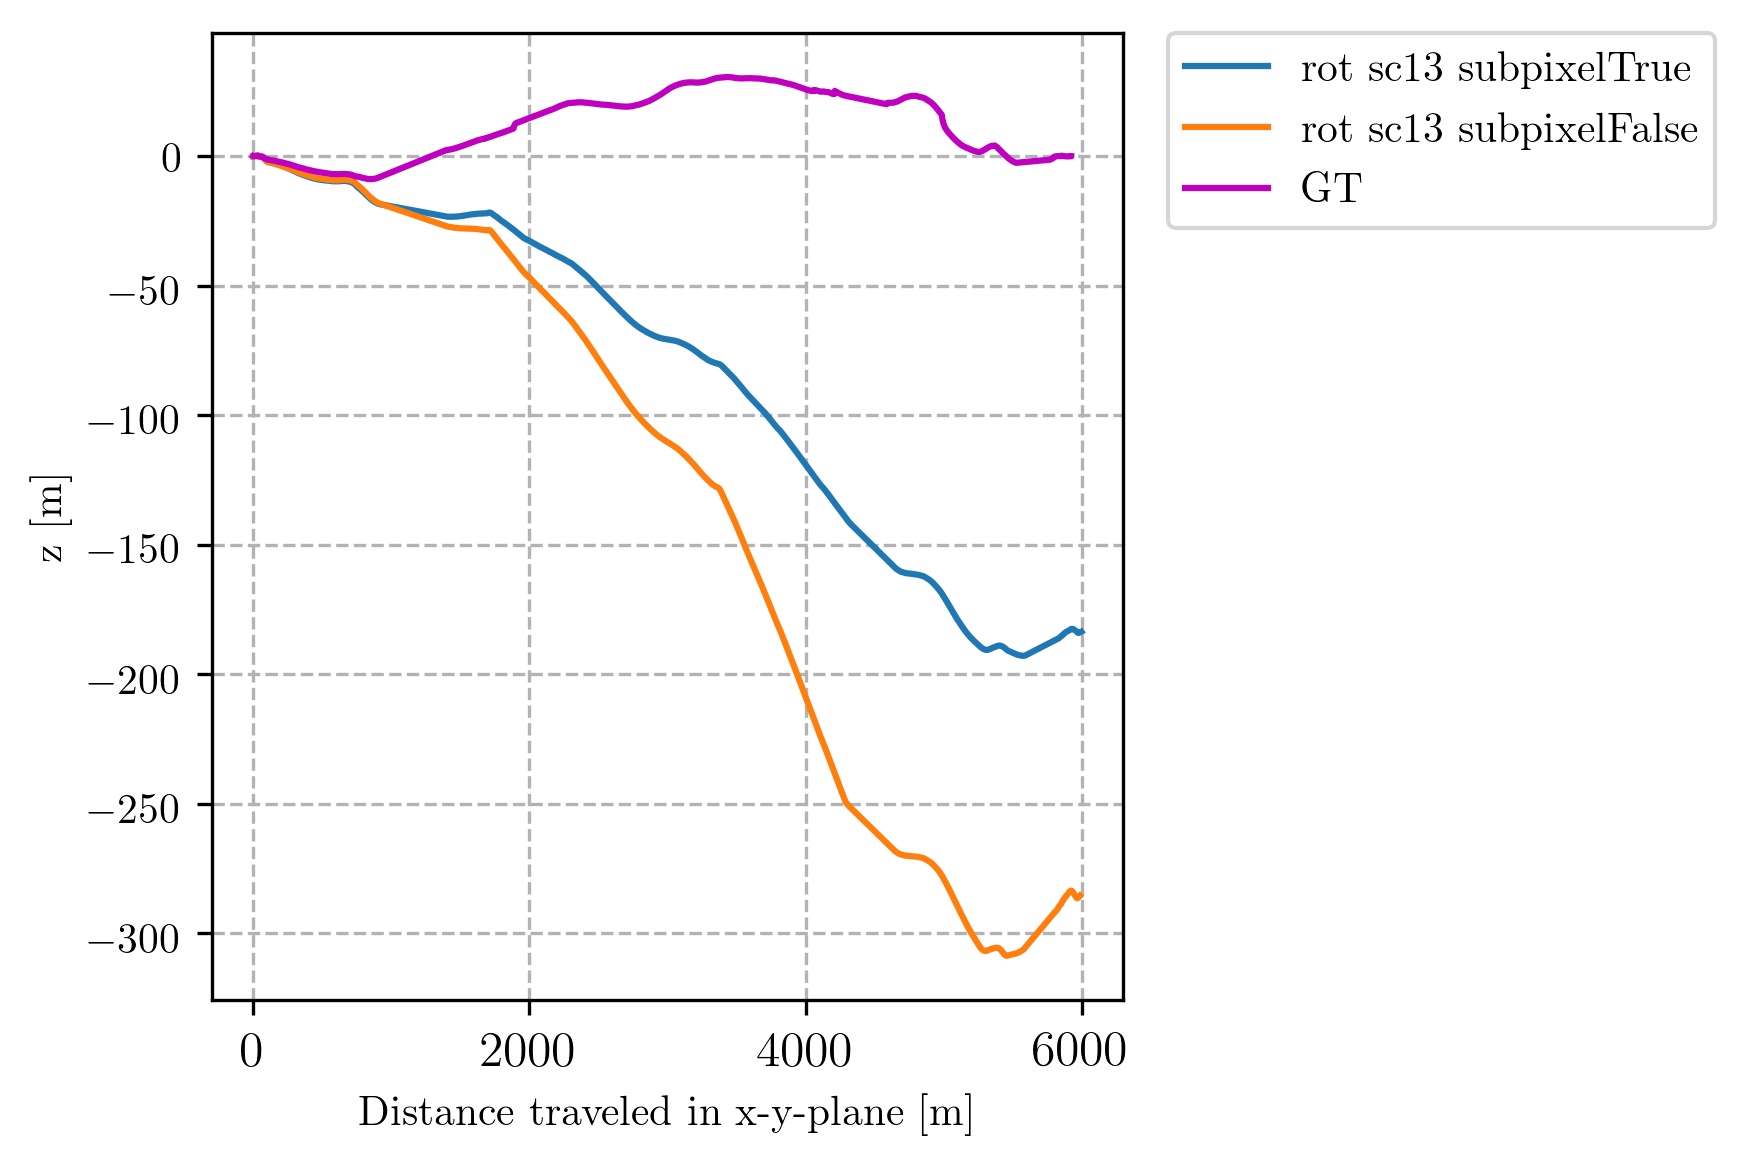 rot sc13 subpixelTrue
rot sc13 subpixelFalse
GT
0
−50
−100
−150
−200
−250
−300
z [m]
0 2000 4000 6000
Distance traveled in x-y-plane [m]